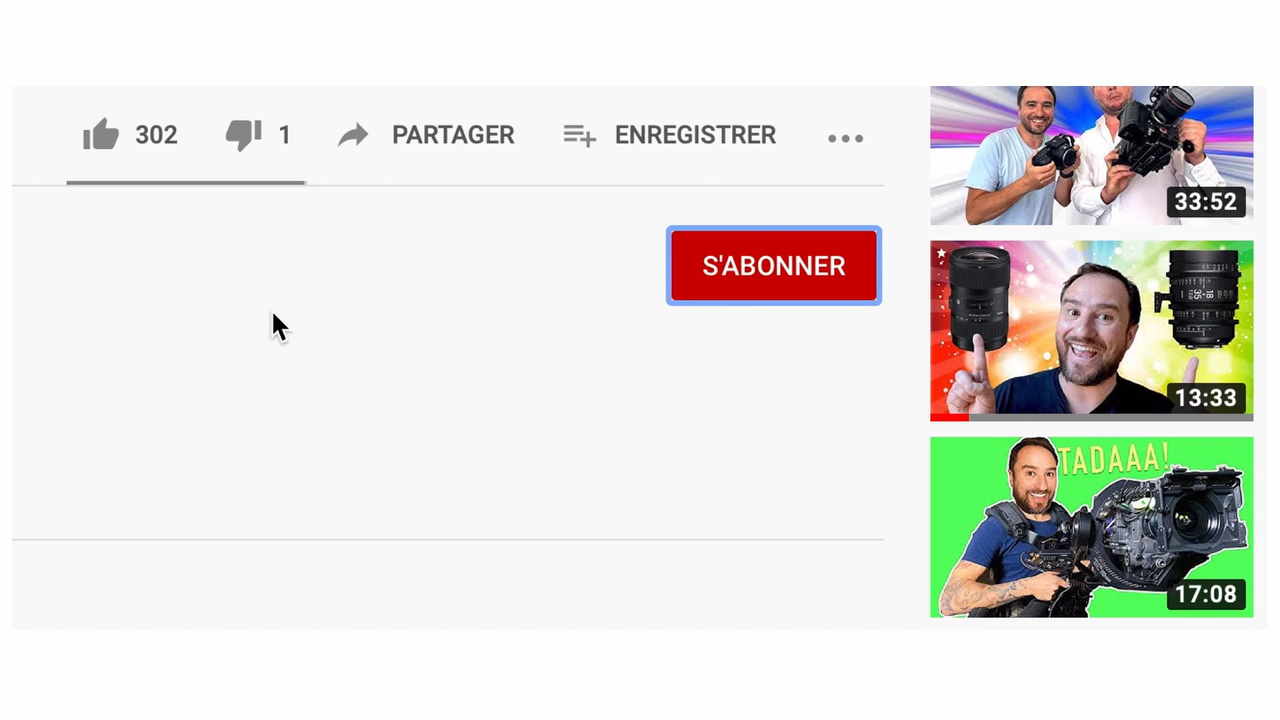 302 1 PARTAGER ENREGISTRER
S'ABONNER
33:52
13:33
TADAAA!
17:08